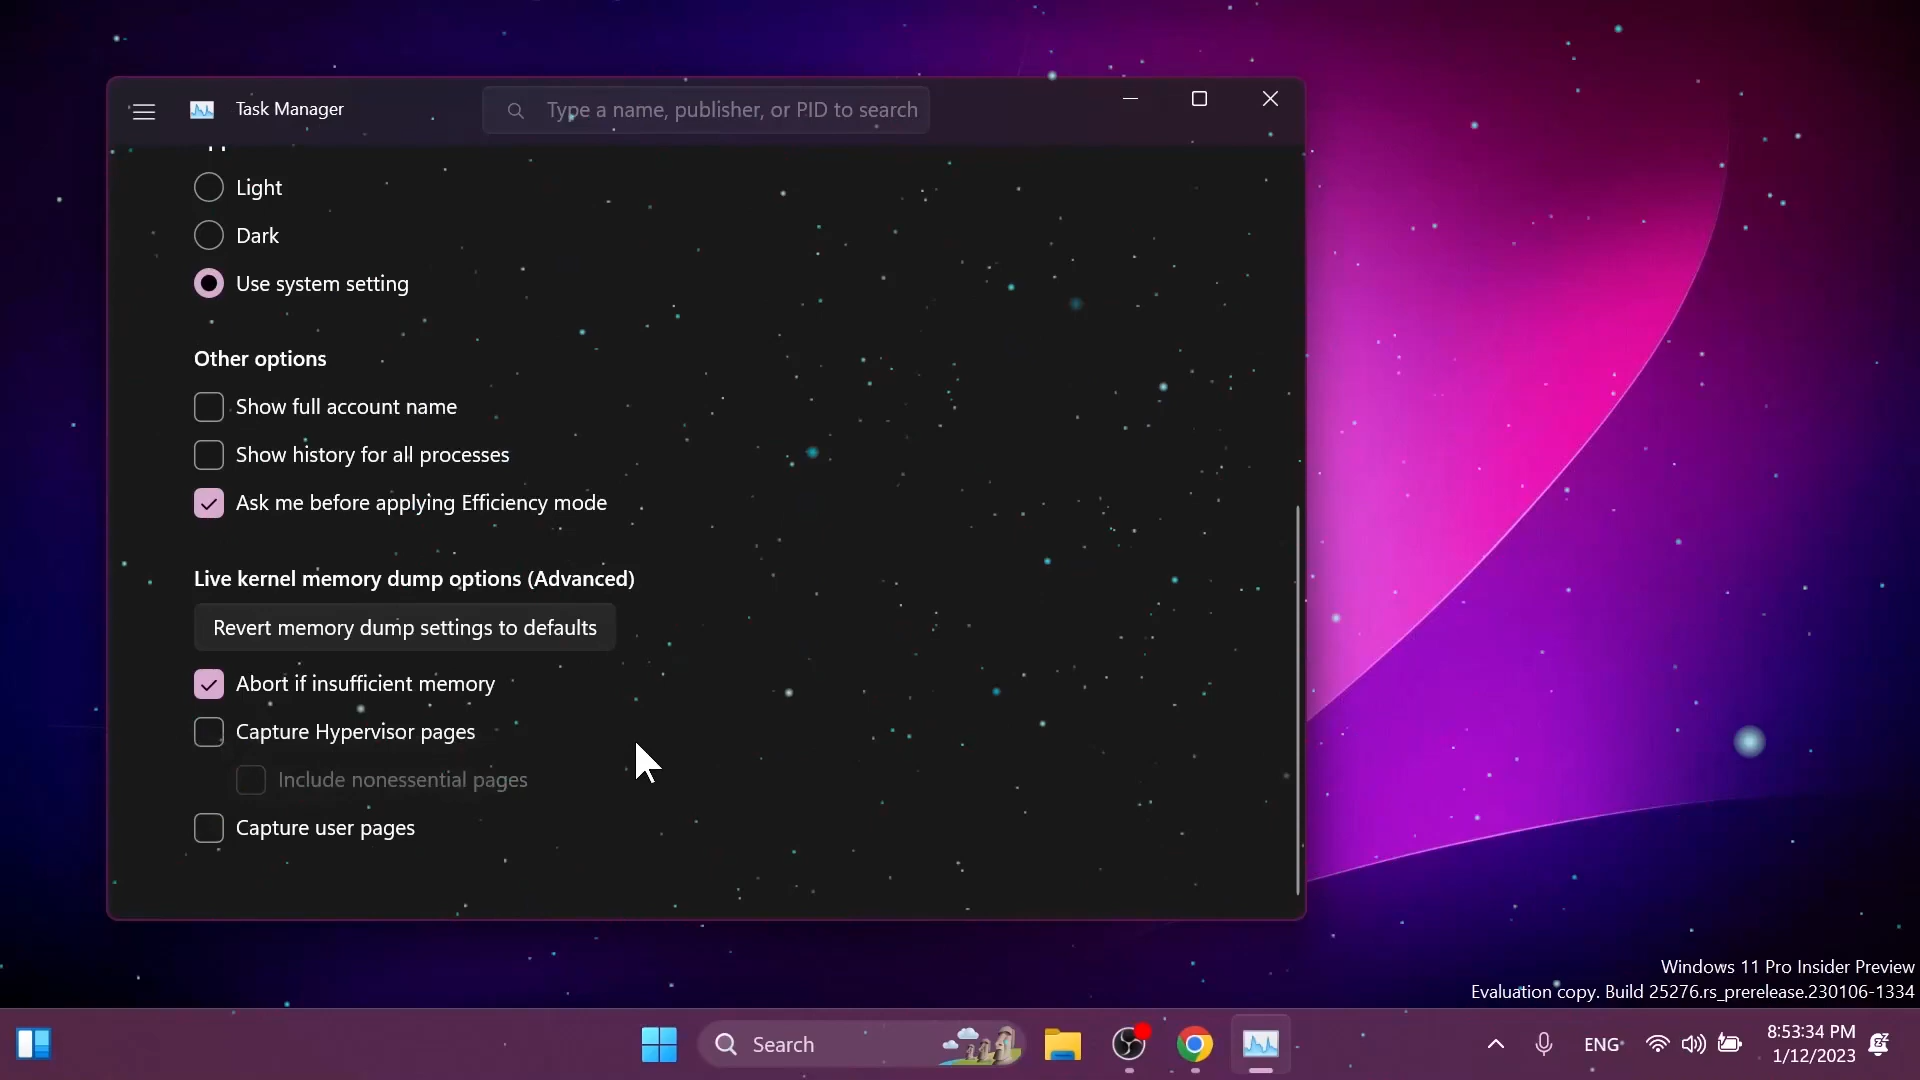 Task Manager
Type a name, publisher, or PID to search
Light
Dark
Use system setting
Other options
Show full account name
Show history for all processes
Ask me before applying Efficiency mode
Live kernel memory dump options (Advanced)
Revert memory dump settings to defaults
Abort if insufficient memory
Capture Hypervisor pages
Include nonessential pages
Capture user pages
Windows 11 Pro Insider Preview
Evaluation copy. Build 25276.rs_prerelease.230106-1334
Search
ENG
8:53:34 PM
1/12/2023